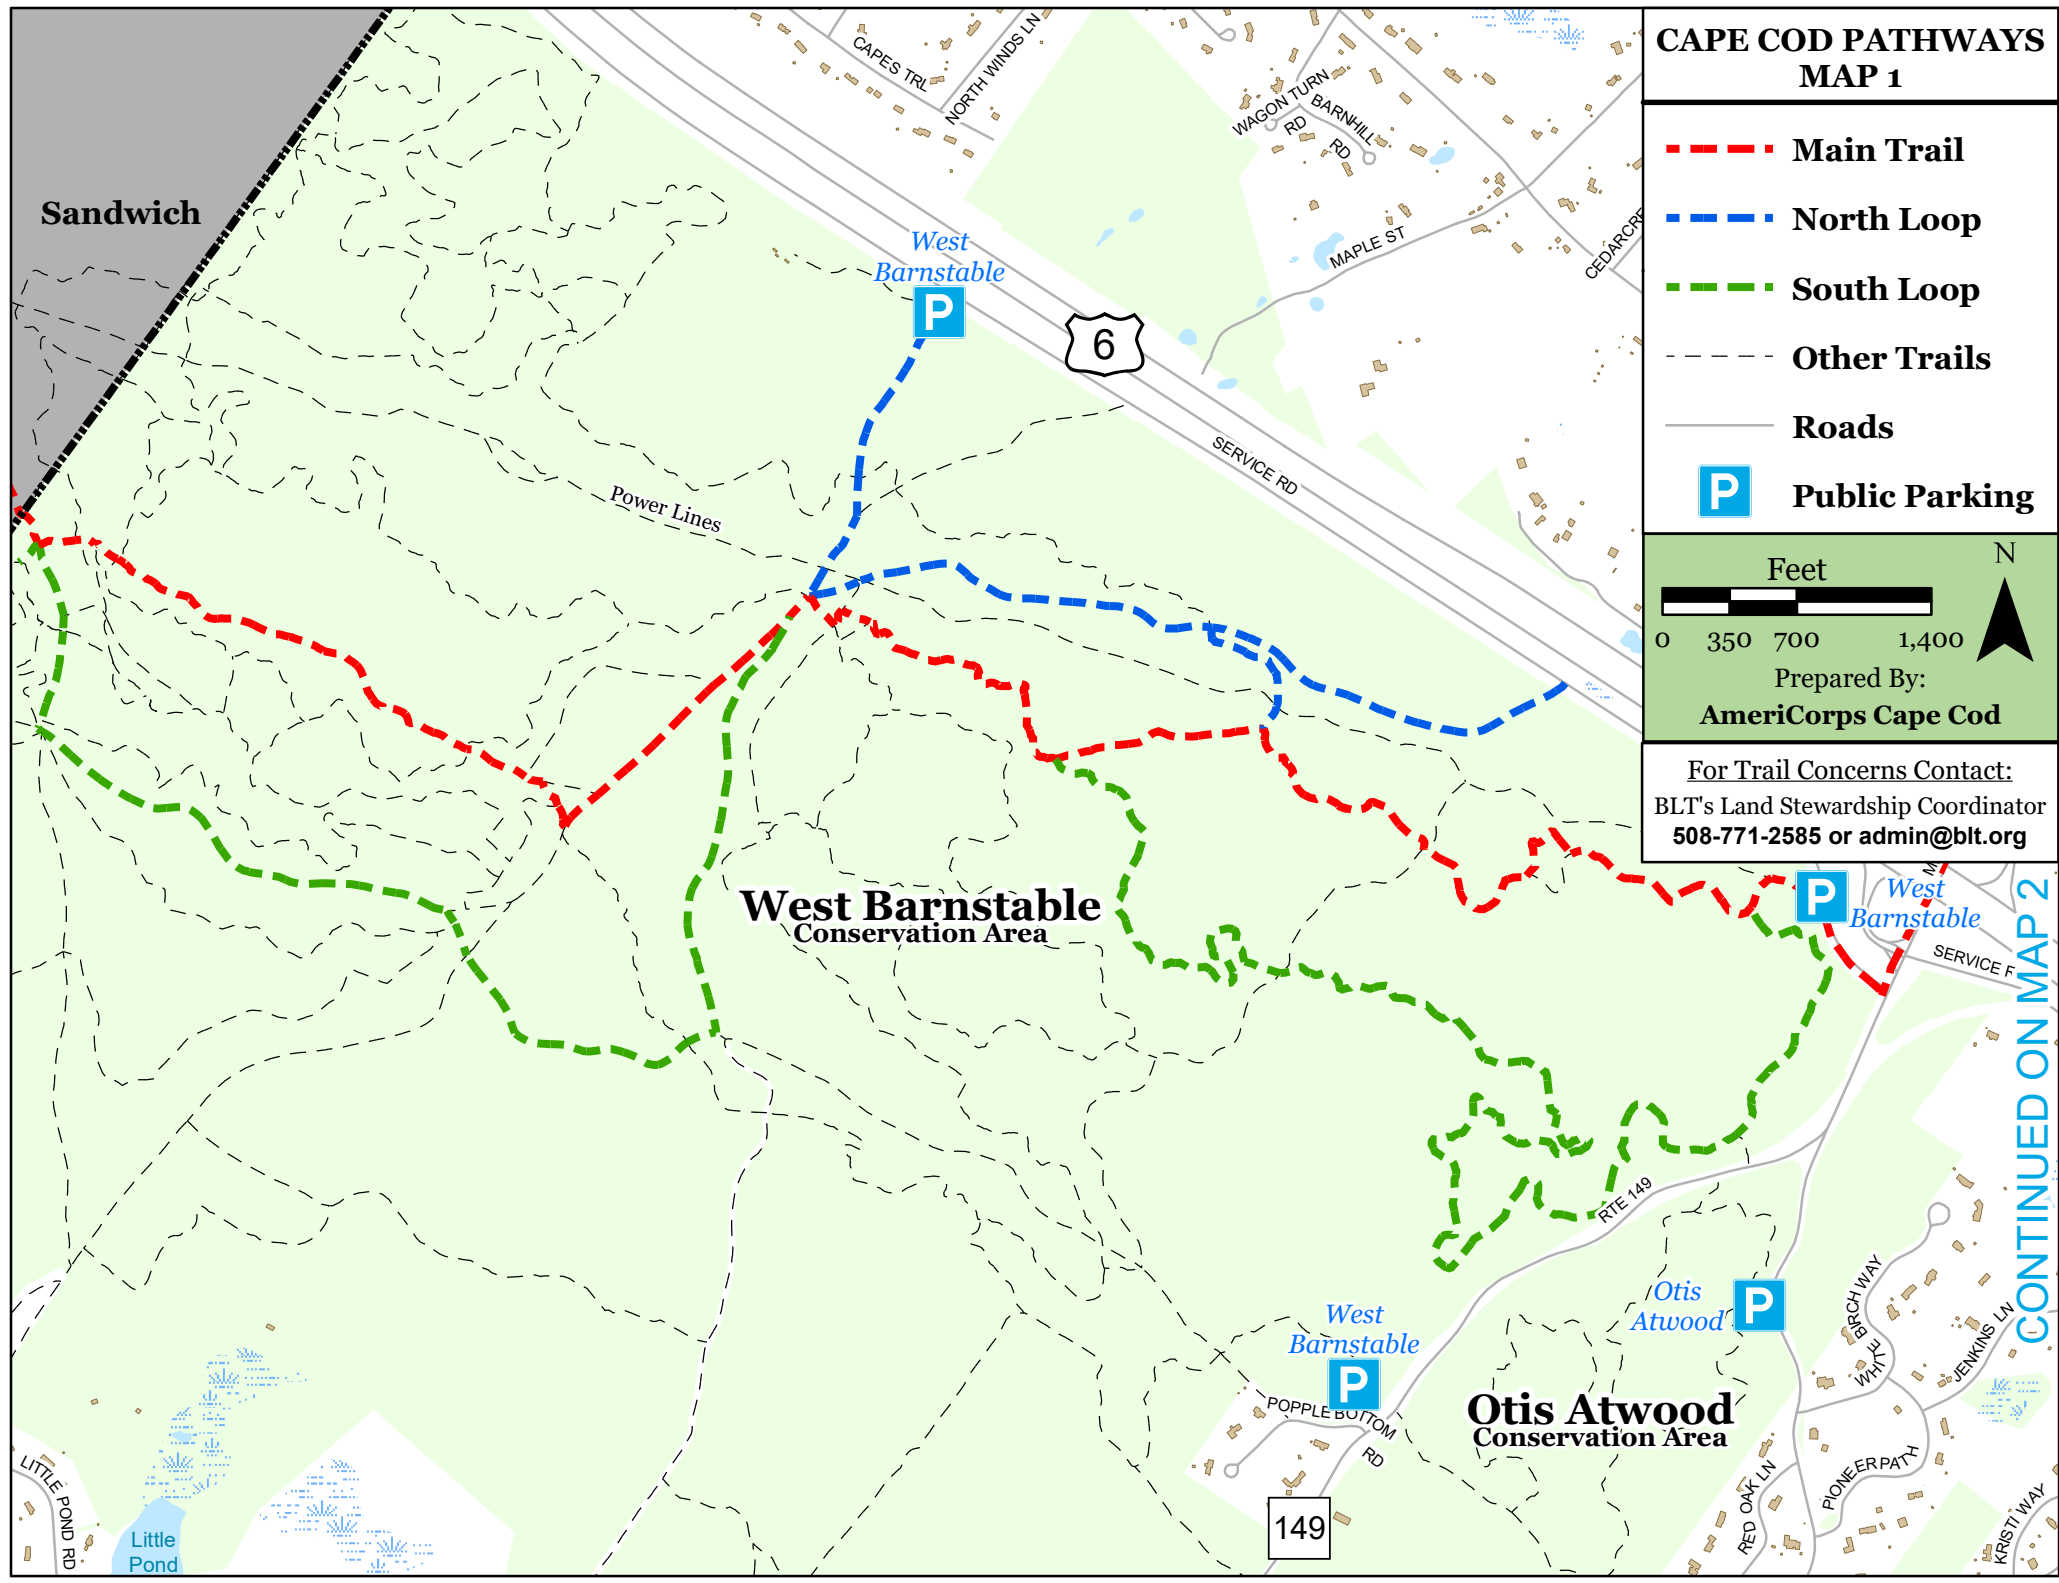 CAPE COD PATHWAYS
MAP 1
Main Trail
North Loop
South Loop
Other Trails
Roads
P
Public Parking
Feet
N
0 350 700 1,400
Prepared By:
AmeriCorps Cape Cod
For Trail Concerns Contact:
BLT's Land Stewardship Coordinator
508-771-2585 or admin@blt.org
Sandwich
CAPES TRL
NORTH WINDS LN
WAGON TURN
RD
BARNHILL
RD
MAPLE ST
CEDARCRE
West
Barnstable
P
6
SERVICE RD
Power Lines
West Barnstable
Conservation Area
P
West
Barnstable
M
SERVICE R
CONTINUED ON MAP 2
RTE 149
Otis
Atwood
P
West
Barnstable
P
POPPLE BOTTOM
RD
Otis Atwood
Conservation Area
WHITE BIRCH WAY
JENKINS LN
PIONEER PATH
RED OAK LN
KRISTI WAY
149
LITTLE POND RD
Little
Pond